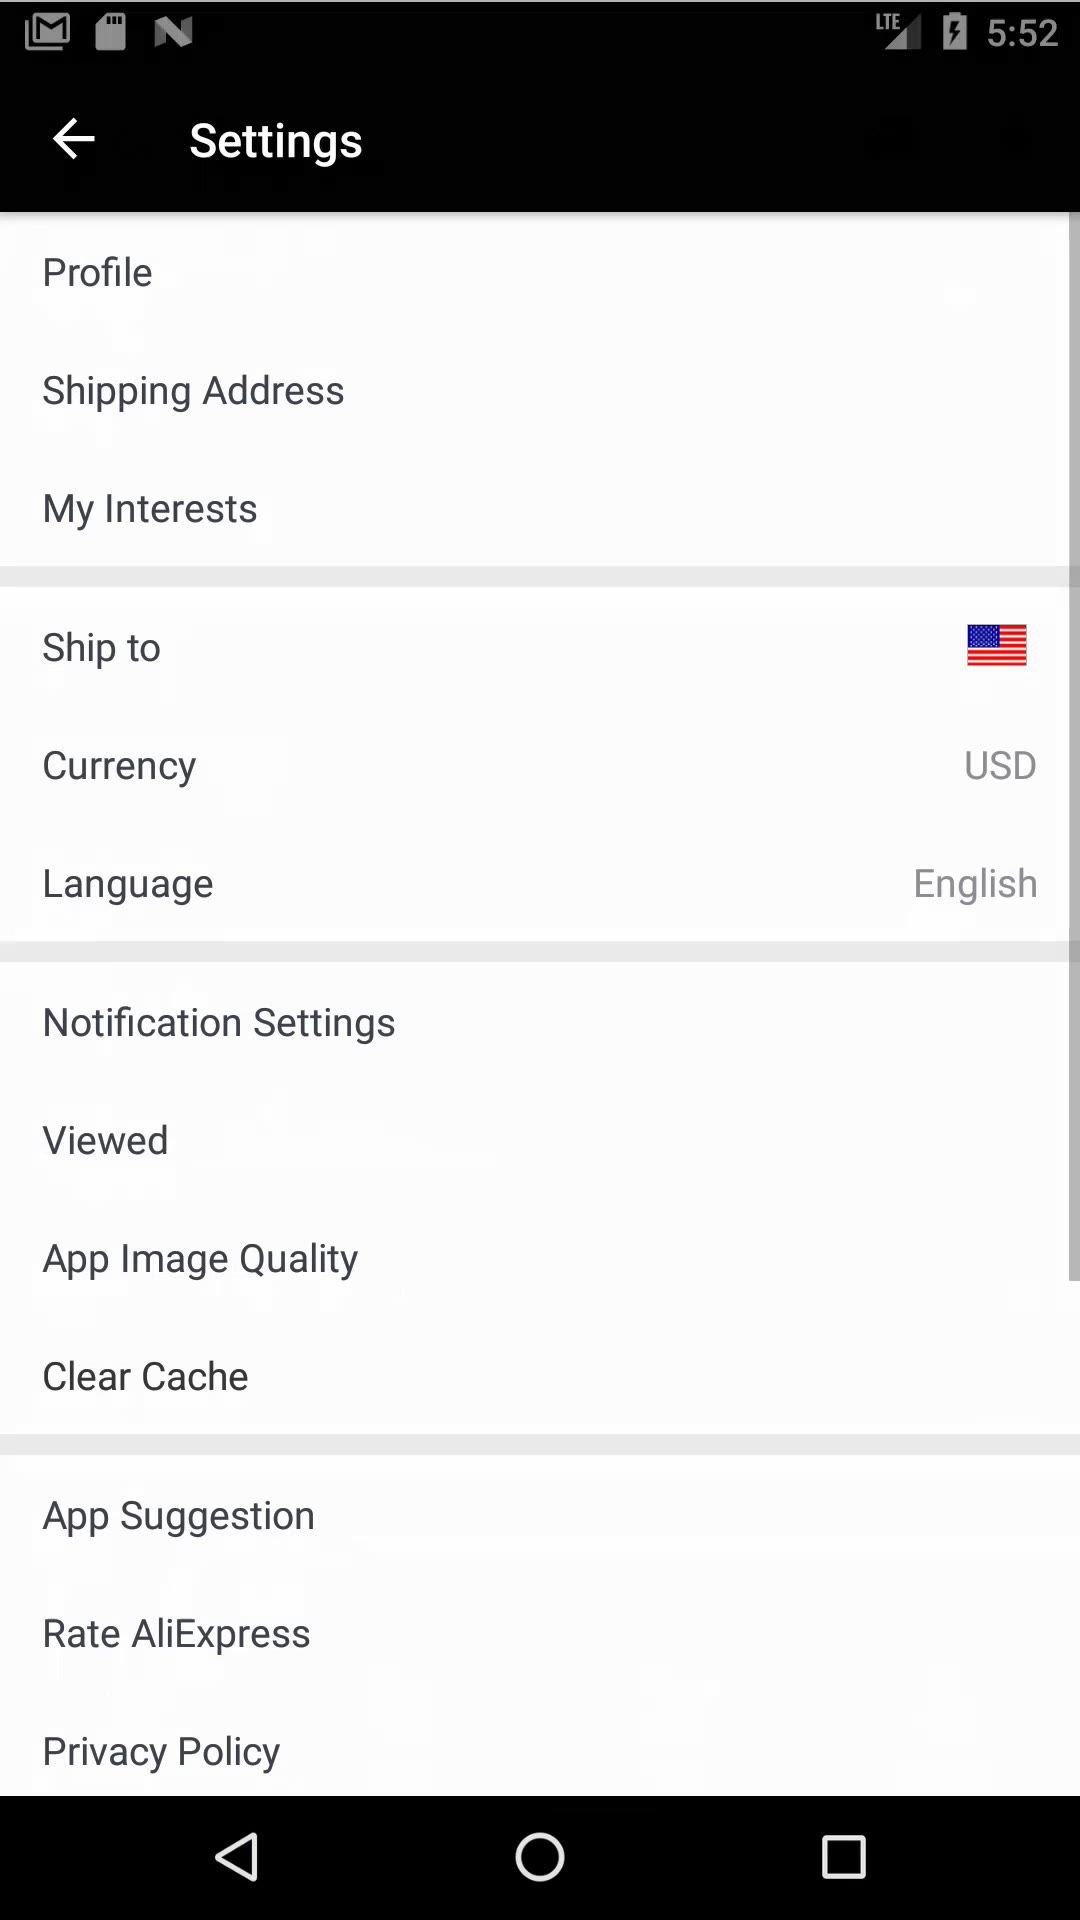 LTE 5:52
Settings
Profile
Shipping Address
My Interests
Ship to
Currency USD
Language English
Notification Settings
Viewed
App Image Quality
Clear Cache
App Suggestion
Rate AliExpress
Privacy Policy